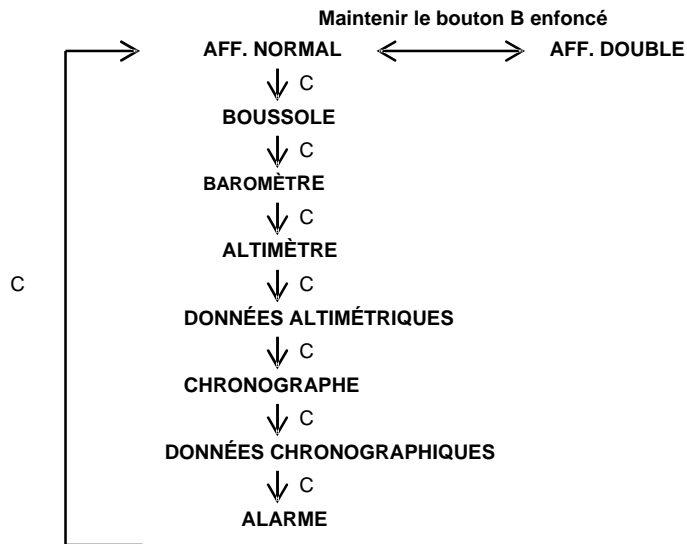 Maintenir le bouton B enfoncé
AFF. NORMAL AFF. DOUBLE
C
BOUSSOLE
C
BAROMÈTRE
C
ALTIMÈTRE
C C
DONNÉES ALTIMÉTRIQUES
C
CHRONOGRAPHE
C
DONNÉES CHRONOGRAPHIQUES
C
ALARME